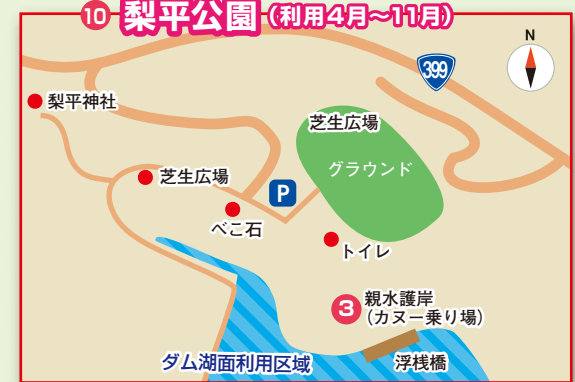 10 梨平公園(利用4月〜11月)
N
399
梨平神社
芝生広場
グラウンド
芝生広場
P
べこ石
トイレ
3 親水護岸
(カヌー乗り場)
ダム湖面利用区域
浮桟橋